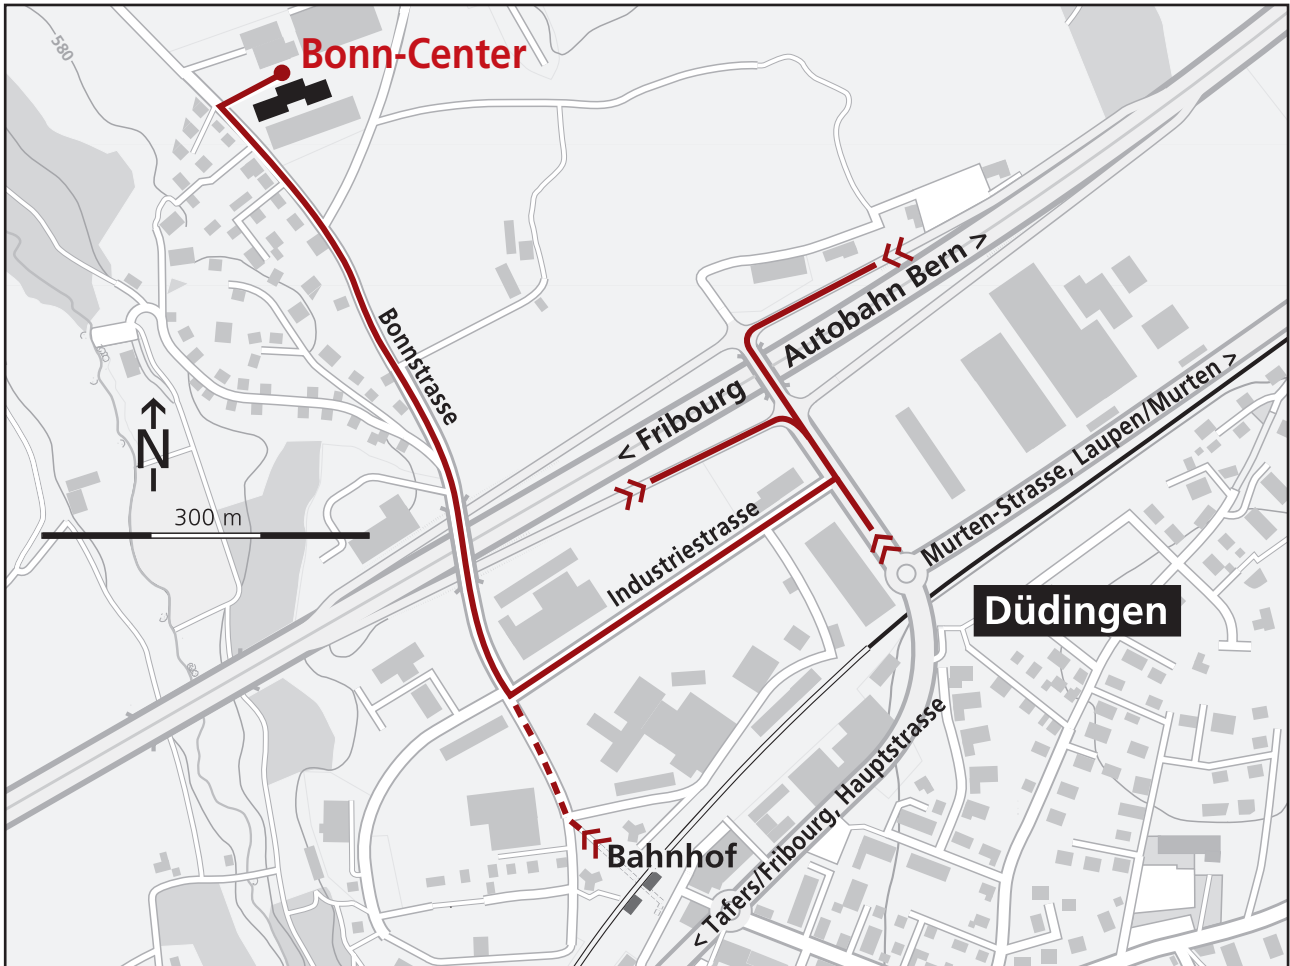 580
Bonn-Center
Autobahn Bern >
Bonnstrasse
< Fribourg
N
300 m
Industriestrasse
Murten-Strasse, Laupen/Murten >
Düdingen
< Tafers/Fribourg, Hauptstrasse
Bahnhof